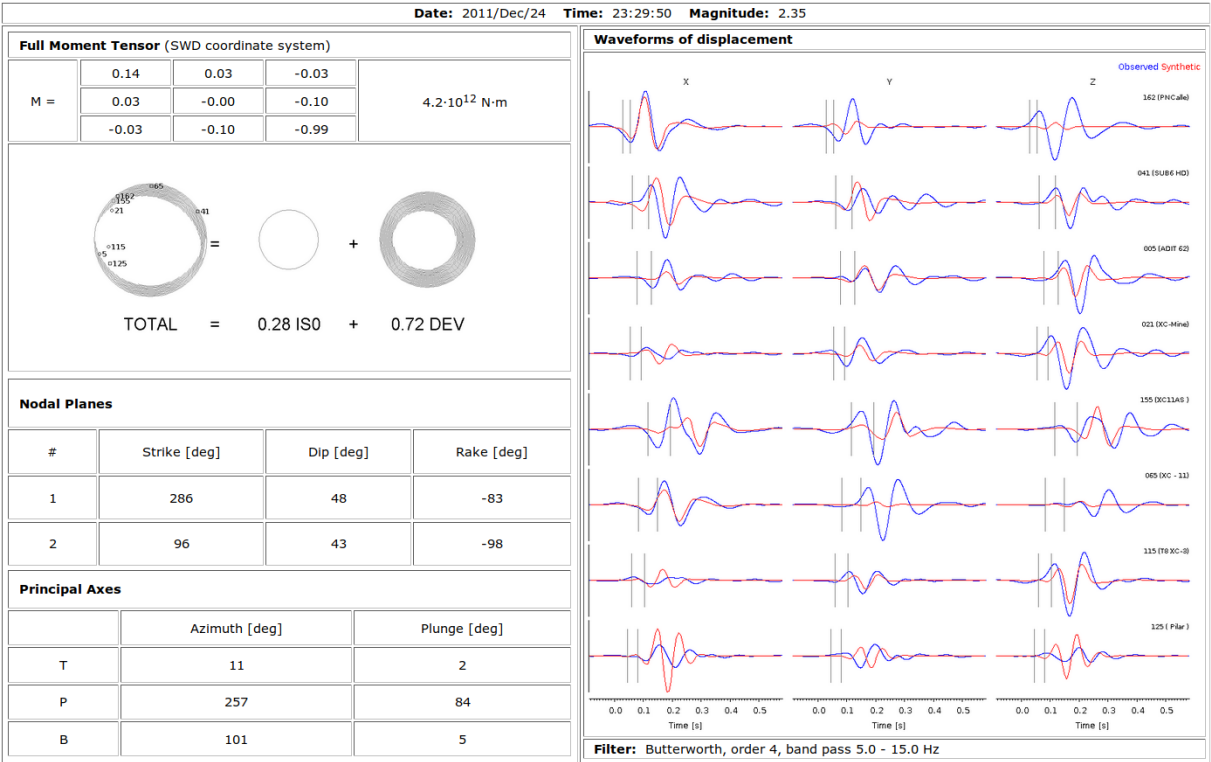 Date: 2011/Dec/24 Time: 23:29:50 Magnitude: 2.35
Full Moment Tensor (SWD coordinate system)
M =
0.14 0.03 -0.03
0.03 -0.00 -0.10
-0.03 -0.10 -0.99
4.2·10¹² N·m
65
162
155
21
41
115
5
125
= +
TOTAL = 0.28 ISO + 0.72 DEV
Nodal Planes
# Strike [deg] Dip [deg] Rake [deg]
1 286 48 -83
2 96 43 -98
Principal Axes
Azimuth [deg] Plunge [deg]
T 11 2
P 257 84
B 101 5
Waveforms of displacement
Observed Synthetic
X Y Z
162 (PNCalle)
041 (SUB6 HD)
005 (ADIT 62)
021 (XC-Mine)
155 (XC11AS )
065 (XC - 11)
115 (T8 XC-3)
125 ( Pilar )
0.0 0.1 0.2 0.3 0.4 0.5 0.0 0.1 0.2 0.3 0.4 0.5 0.0 0.1 0.2 0.3 0.4 0.5
Time [s] Time [s] Time [s]
Filter: Butterworth, order 4, band pass 5.0 - 15.0 Hz